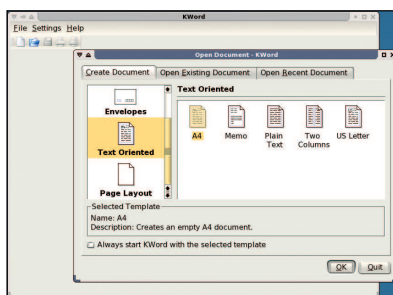 KWord
File Settings Help
Open Document - KWord
Create Document Open Existing Document Open Recent Document
Envelopes
Text Oriented
Page Layout
Text Oriented
A4 Memo Plain Text Two Columns US Letter
Selected Template
Name: A4
Description: Creates an empty A4 document.
Always start KWord with the selected template
OK Quit